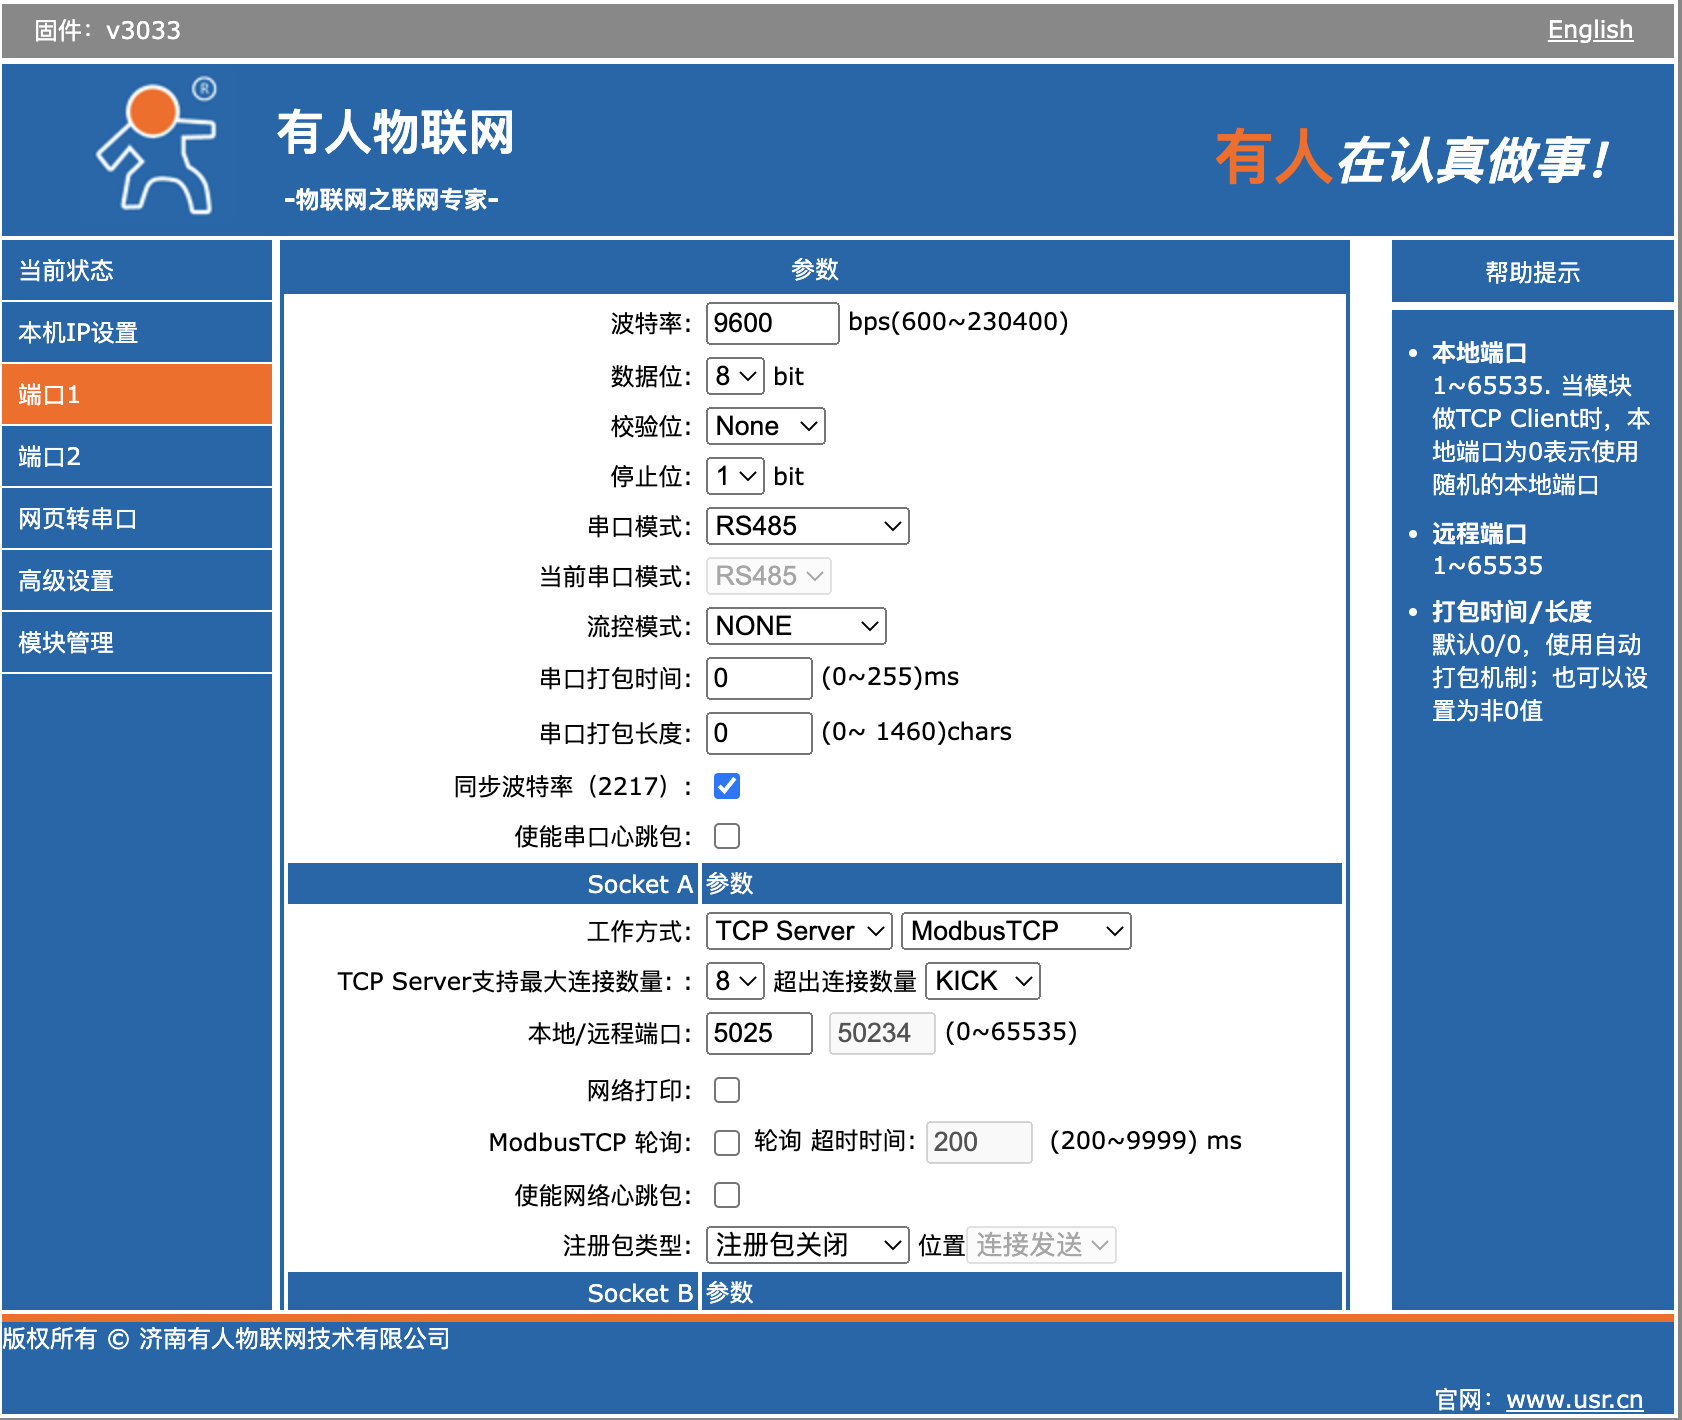 固件：v3033
English
®
有人物联网
-物联网之联网专家-
有人在认真做事！
当前状态
本机IP设置
端口1
端口2
网页转串口
高级设置
模块管理
参数
波特率: 9600 bps(600~230400)
数据位: 8 bit
校验位: None
停止位: 1 bit
串口模式: RS485
当前串口模式: RS485
流控模式: NONE
串口打包时间: 0 (0~255)ms
串口打包长度: 0 (0~ 1460)chars
同步波特率（2217）:
使能串口心跳包:
Socket A 参数
工作方式: TCP Server ModbusTCP
TCP Server支持最大连接数量: : 8 超出连接数量 KICK
本地/远程端口: 5025 50234 (0~65535)
网络打印:
ModbusTCP 轮询: 轮询 超时时间: 200 (200~9999) ms
使能网络心跳包:
注册包类型: 注册包关闭 位置 连接发送
Socket B 参数
帮助提示
• 本地端口
1~65535. 当模块
做TCP Client时，本
地端口为0表示使用
随机的本地端口
• 远程端口
1~65535
• 打包时间/长度
默认0/0，使用自动
打包机制；也可以设
置为非0值
版权所有 © 济南有人物联网技术有限公司
官网：www.usr.cn